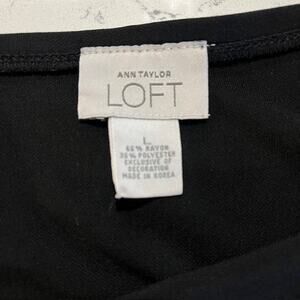 ANN TAYLOR
LOFT
L
65% RAYON
35% POLYESTER
EXCLUSIVE OF
DECORATION
MADE IN KOREA